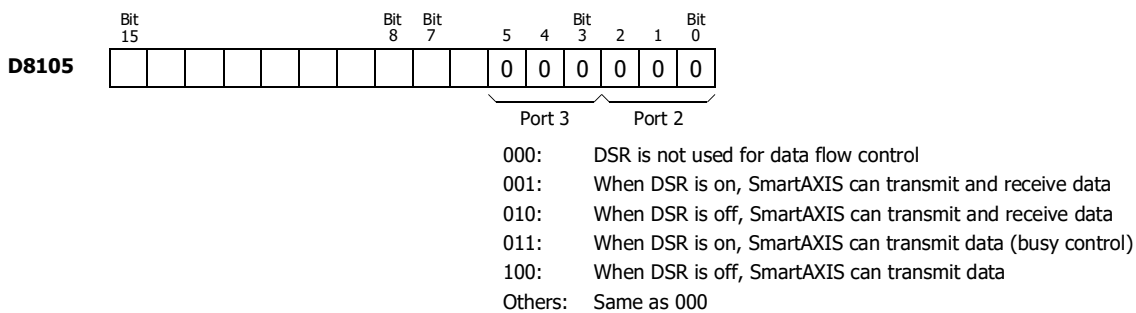 Bit Bit Bit Bit Bit
15 8 7 5 4 3 2 1 0
D8105 0 0 0 0 0 0
Port 3 Port 2
000: DSR is not used for data flow control
001: When DSR is on, SmartAXIS can transmit and receive data
010: When DSR is off, SmartAXIS can transmit and receive data
011: When DSR is on, SmartAXIS can transmit data (busy control)
100: When DSR is off, SmartAXIS can transmit data
Others: Same as 000